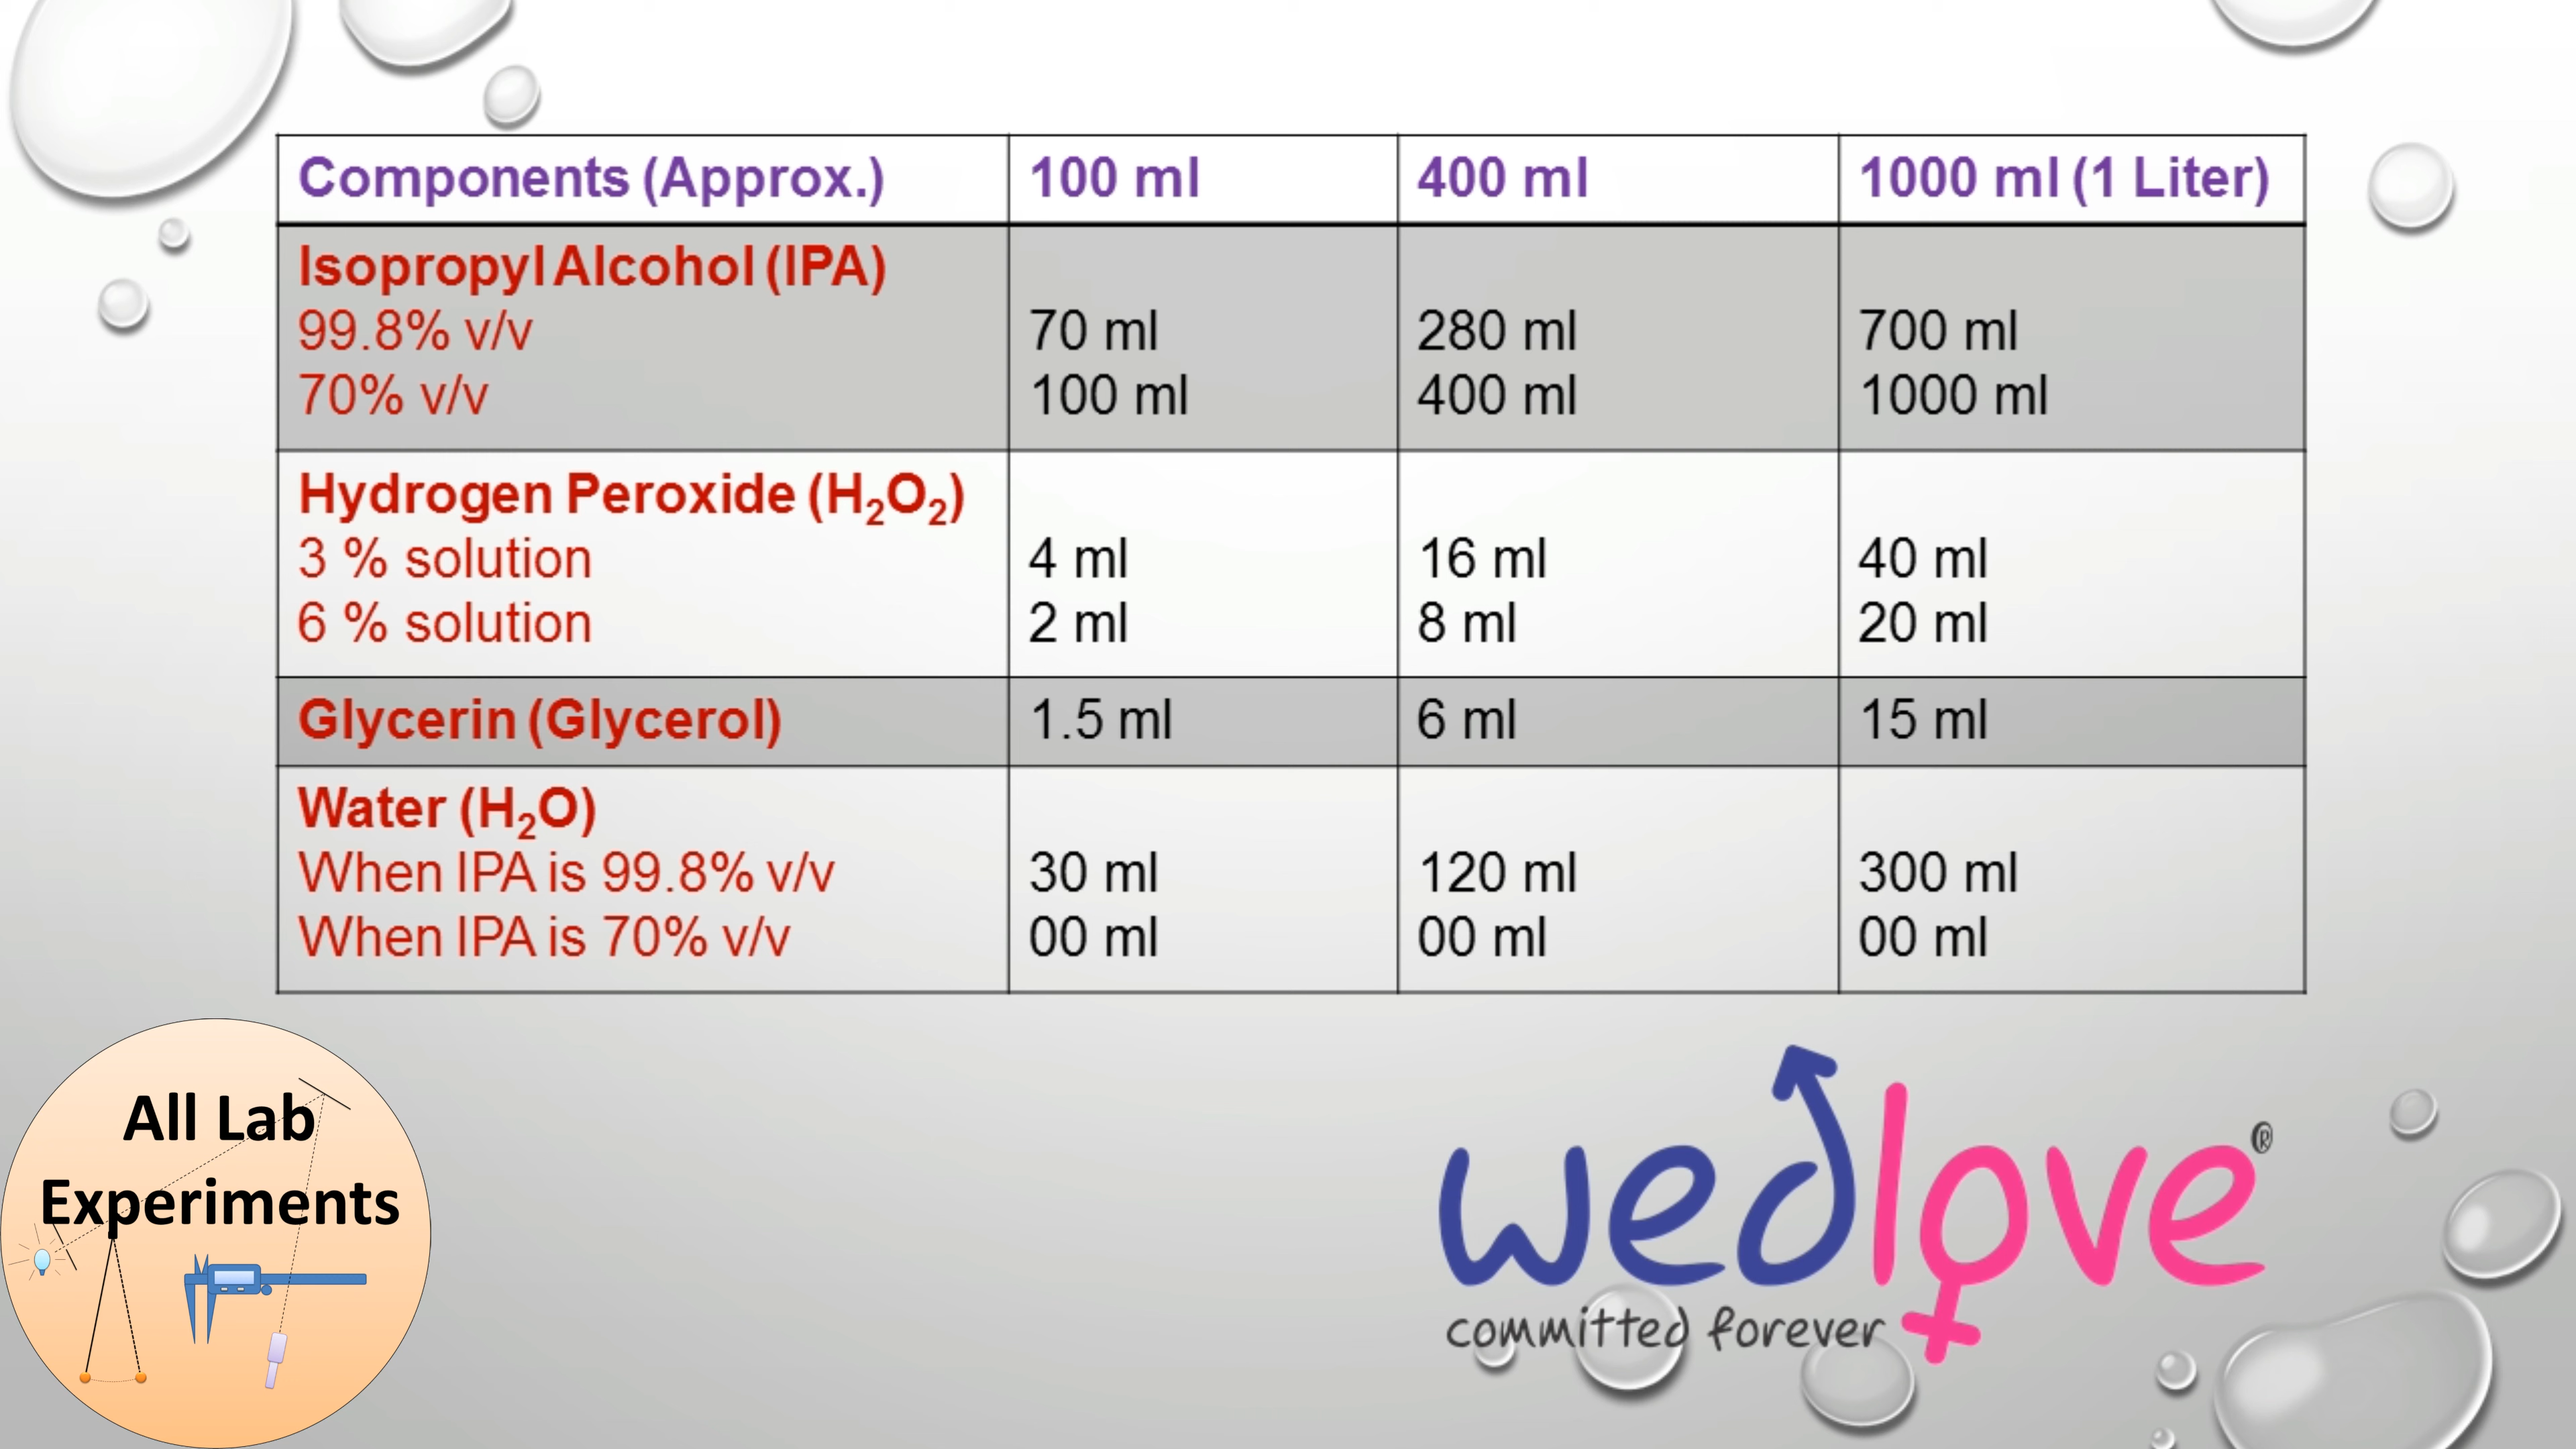 Components (Approx.) 100 ml 400 ml 1000 ml (1 Liter)
Isopropyl Alcohol (IPA)
99.8% v/v 70 ml 280 ml 700 ml
70% v/v 100 ml 400 ml 1000 ml
Hydrogen Peroxide (H₂O₂)
3 % solution 4 ml 16 ml 40 ml
6 % solution 2 ml 8 ml 20 ml
Glycerin (Glycerol) 1.5 ml 6 ml 15 ml
Water (H₂O)
When IPA is 99.8% v/v 30 ml 120 ml 300 ml
When IPA is 70% v/v 00 ml 00 ml 00 ml
All Lab
Experiments
wedlove®
committed forever